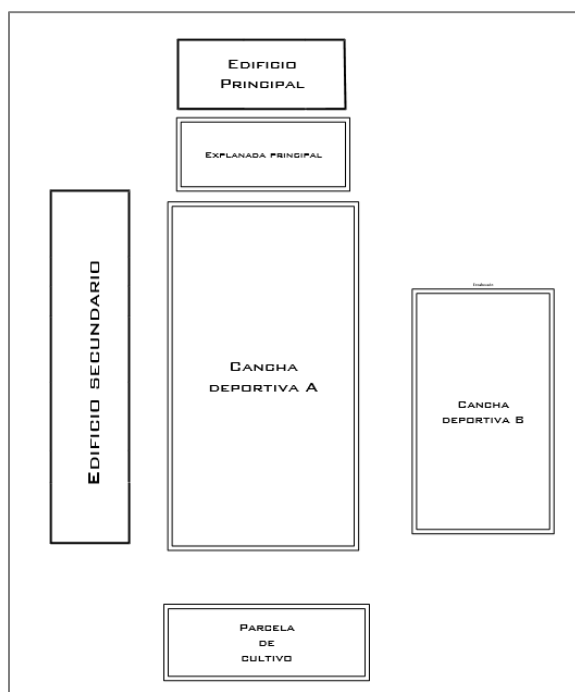 Edificio
Principal
Explanada principal
Edificio secundario
Cancha
deportiva A
Cancha
deportiva B
Parcela
de
cultivo